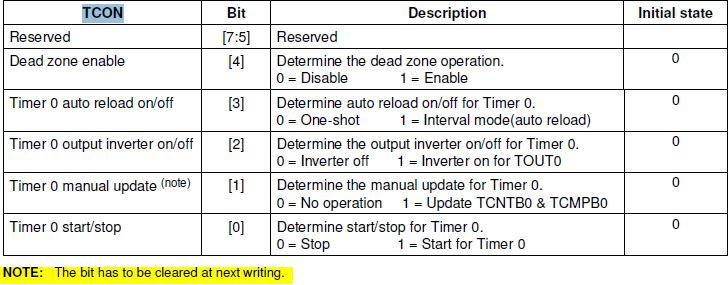 TCON Bit Description Initial state
Reserved [7:5] Reserved
Dead zone enable [4] Determine the dead zone operation. 0
0 = Disable 1 = Enable
Timer 0 auto reload on/off [3] Determine auto reload on/off for Timer 0. 0
0 = One-shot 1 = Interval mode(auto reload)
Timer 0 output inverter on/off [2] Determine the output inverter on/off for Timer 0. 0
0 = Inverter off 1 = Inverter on for TOUT0
Timer 0 manual update (note) [1] Determine the manual update for Timer 0. 0
0 = No operation 1 = Update TCNTB0 & TCMPB0
Timer 0 start/stop [0] Determine start/stop for Timer 0. 0
0 = Stop 1 = Start for Timer 0
NOTE: The bit has to be cleared at next writing.